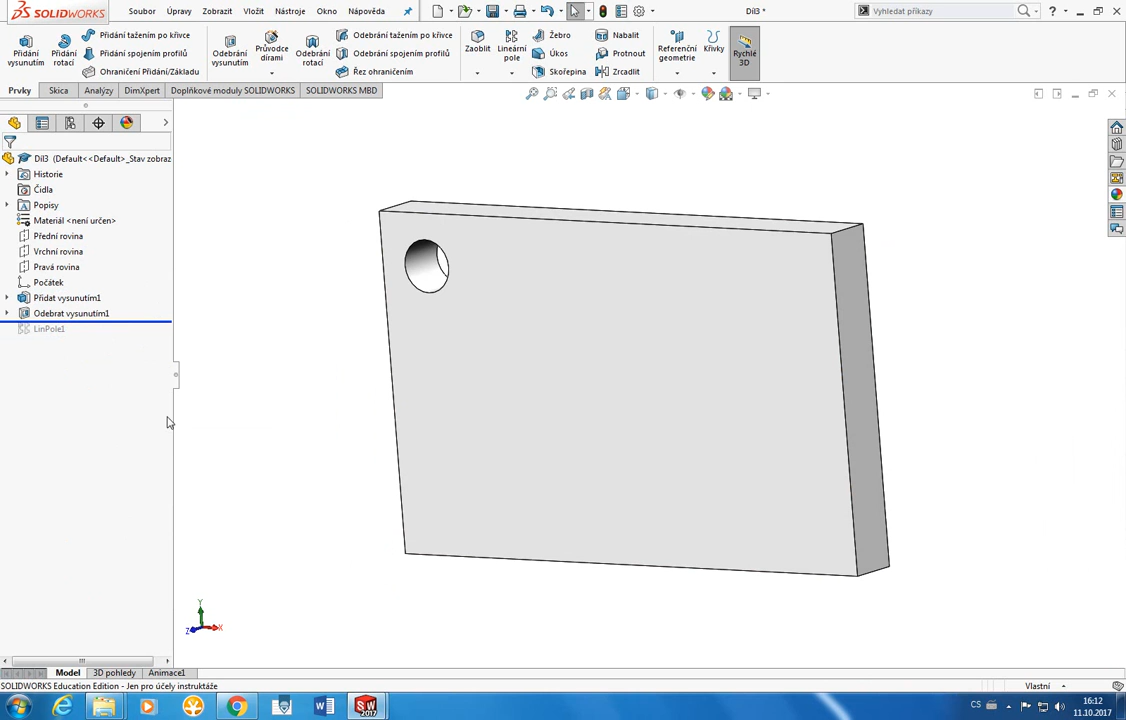 SOLIDWORKS Soubor Úpravy Zobrazit Vložit Nástroje Okno Nápověda Díl3 * Vyhledat příkazy
Přidání vysunutím
Přidání rotací
Přidání tažením po křivce
Přidání spojením profilů
Ohraničení Přidání/Základu
Odebrání vysunutím
Průvodce dírami
Odebrání rotací
Odebrání tažením po křivce
Odebrání spojením profilů
Řez ohraničením
Zaoblit
Lineární pole
Žebro
Úkos
Skořepina
Nabalit
Protnout
Zrcadlit
Referenční geometrie
Křivky
Rychlé 3D
Prvky Skica Analýzy DimXpert Doplňkové moduly SOLIDWORKS SOLIDWORKS MBD
Díl3 (Default<<Default>_Stav zobraz
Historie
Čidla
Popisy
Materiál <není určen>
Přední rovina
Vrchní rovina
Pravá rovina
Počátek
Přidat vysunutím1
Odebrat vysunutím1
LinPole1
Y
Z X
Model 3D pohledy Animace1
SOLIDWORKS Education Edition - Jen pro účely instruktáže Vlastní
CS 16:12
11.10.2017
SW 2017